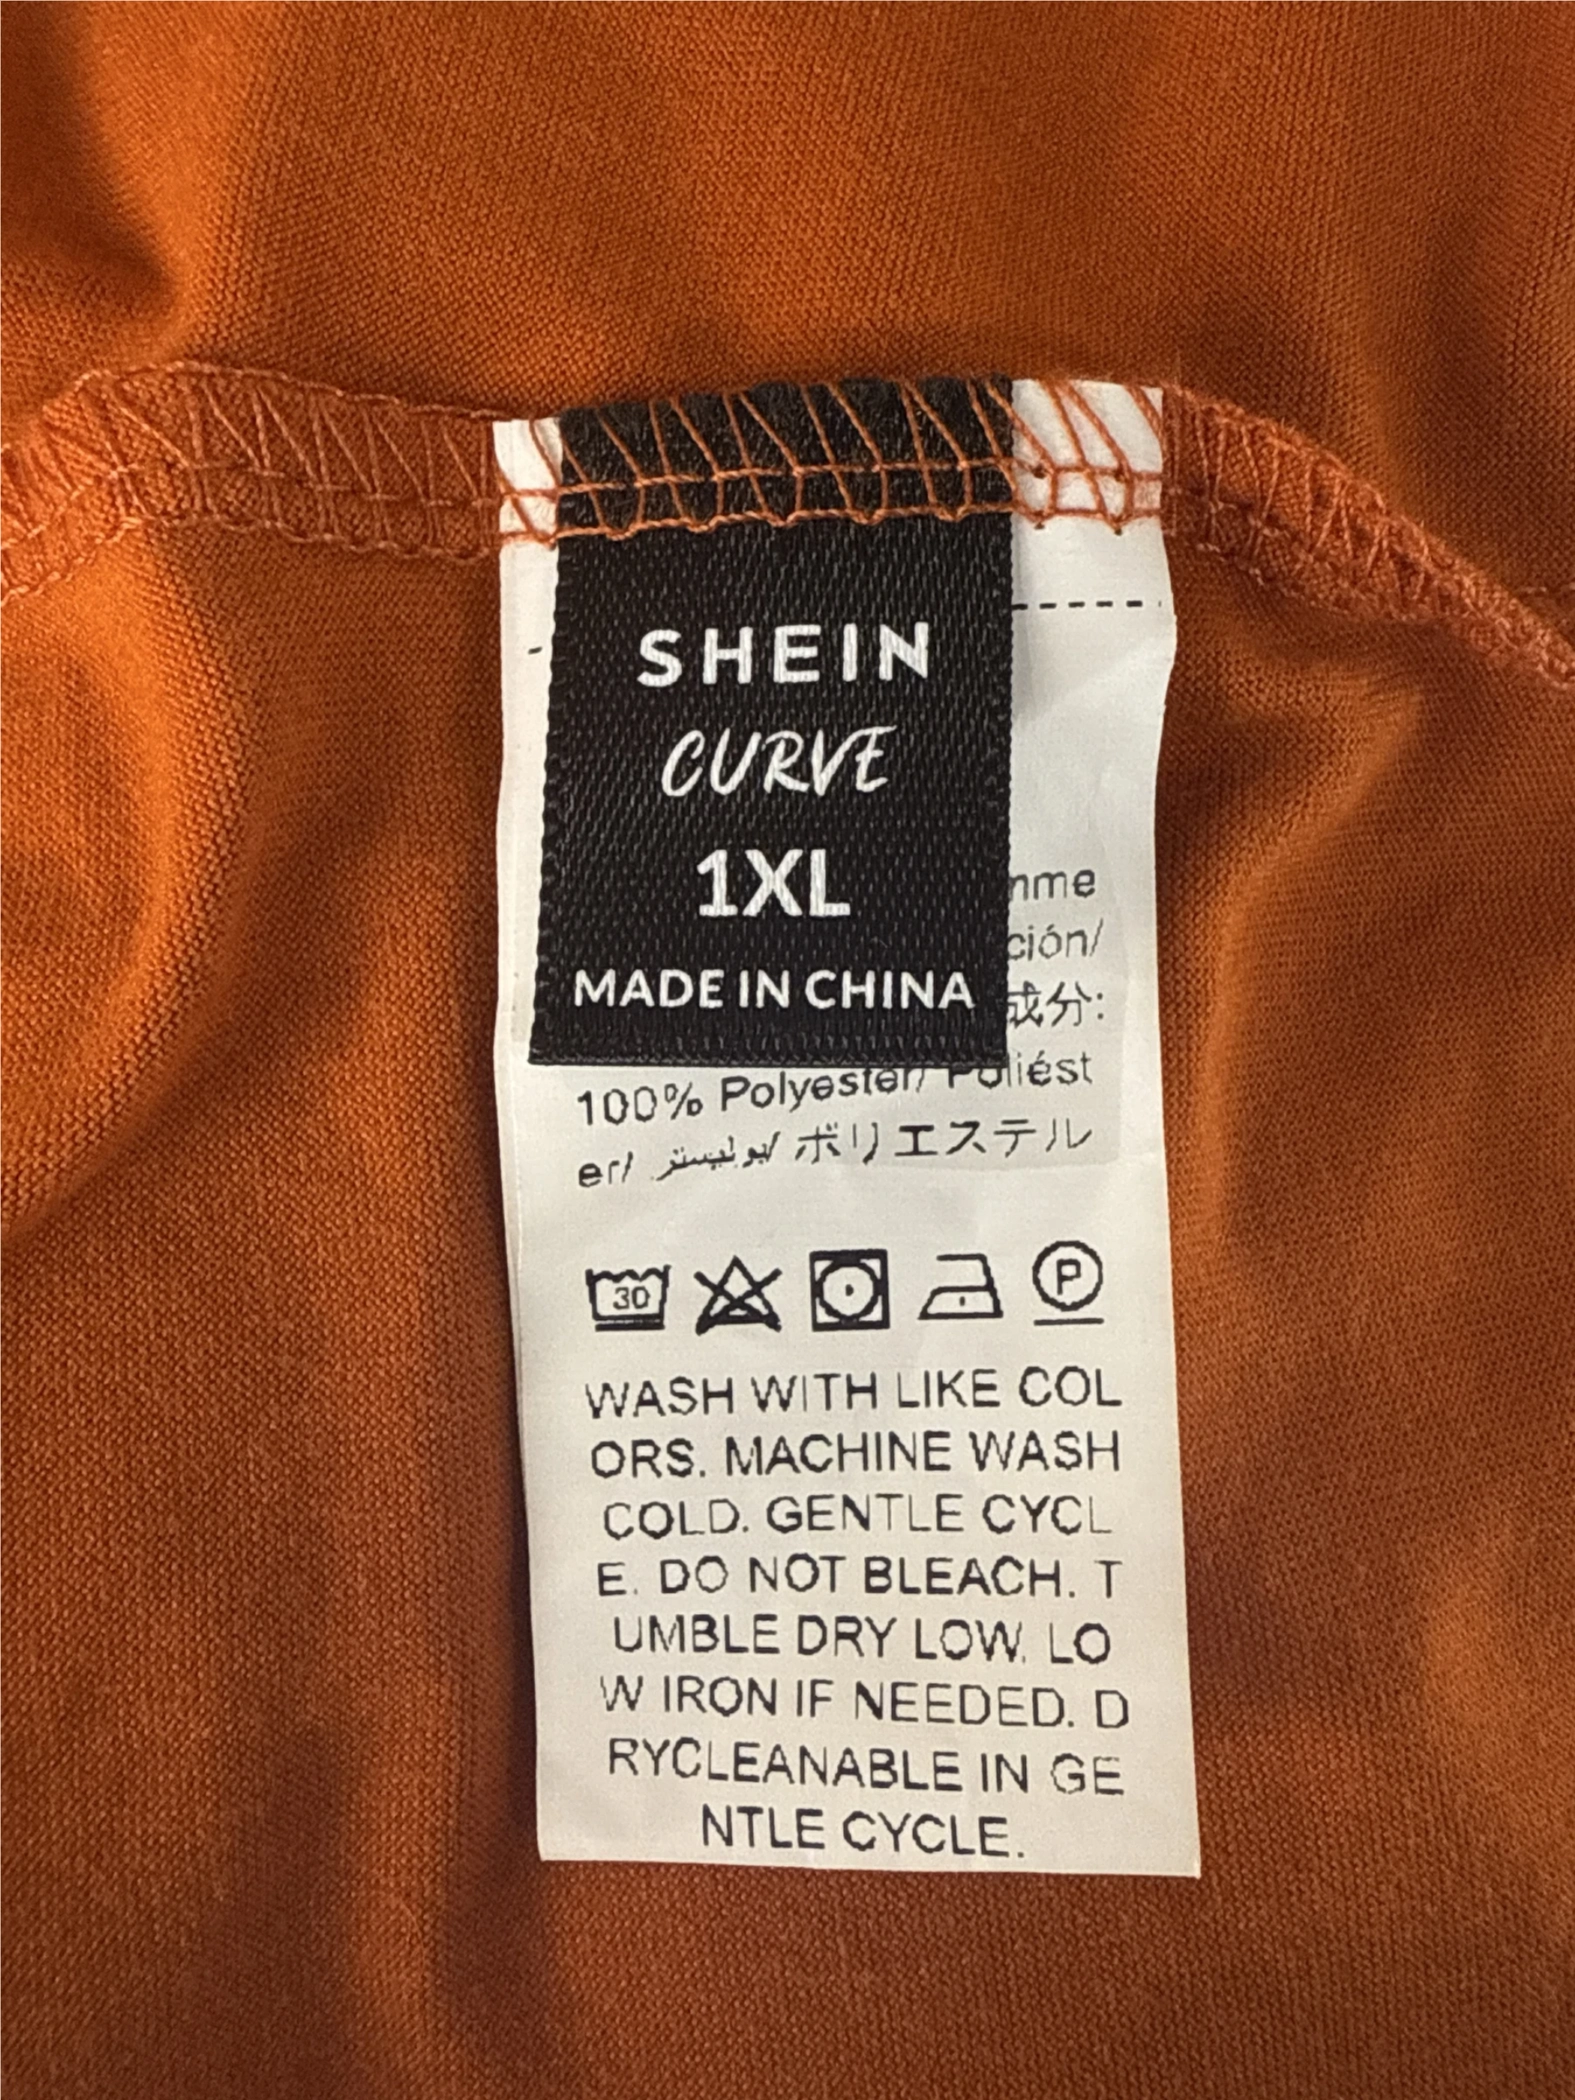 SHEIN
CURVE
1XL
MADE IN CHINA
成分:
100% Polyester/ Poliést
er/ بوليستر/ ポリエステル
30
P
WASH WITH LIKE COL
ORS. MACHINE WASH
COLD. GENTLE CYCL
E. DO NOT BLEACH. T
UMBLE DRY LOW. LO
W IRON IF NEEDED. D
RYCLEANABLE IN GE
NTLE CYCLE.